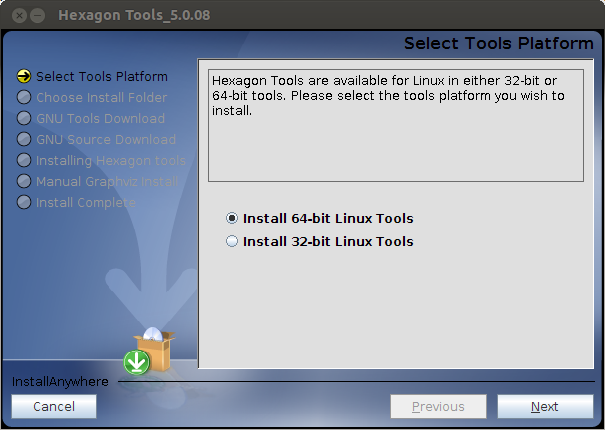 Hexagon Tools_5.0.08
Select Tools Platform
Select Tools Platform
Choose Install Folder
GNU Tools Download
GNU Source Download
Installing Hexagon tools
Manual Graphviz Install
Install Complete
Hexagon Tools are available for Linux in either 32-bit or
64-bit tools. Please select the tools platform you wish to
install.
Install 64-bit Linux Tools
Install 32-bit Linux Tools
InstallAnywhere
Cancel
Previous
Next